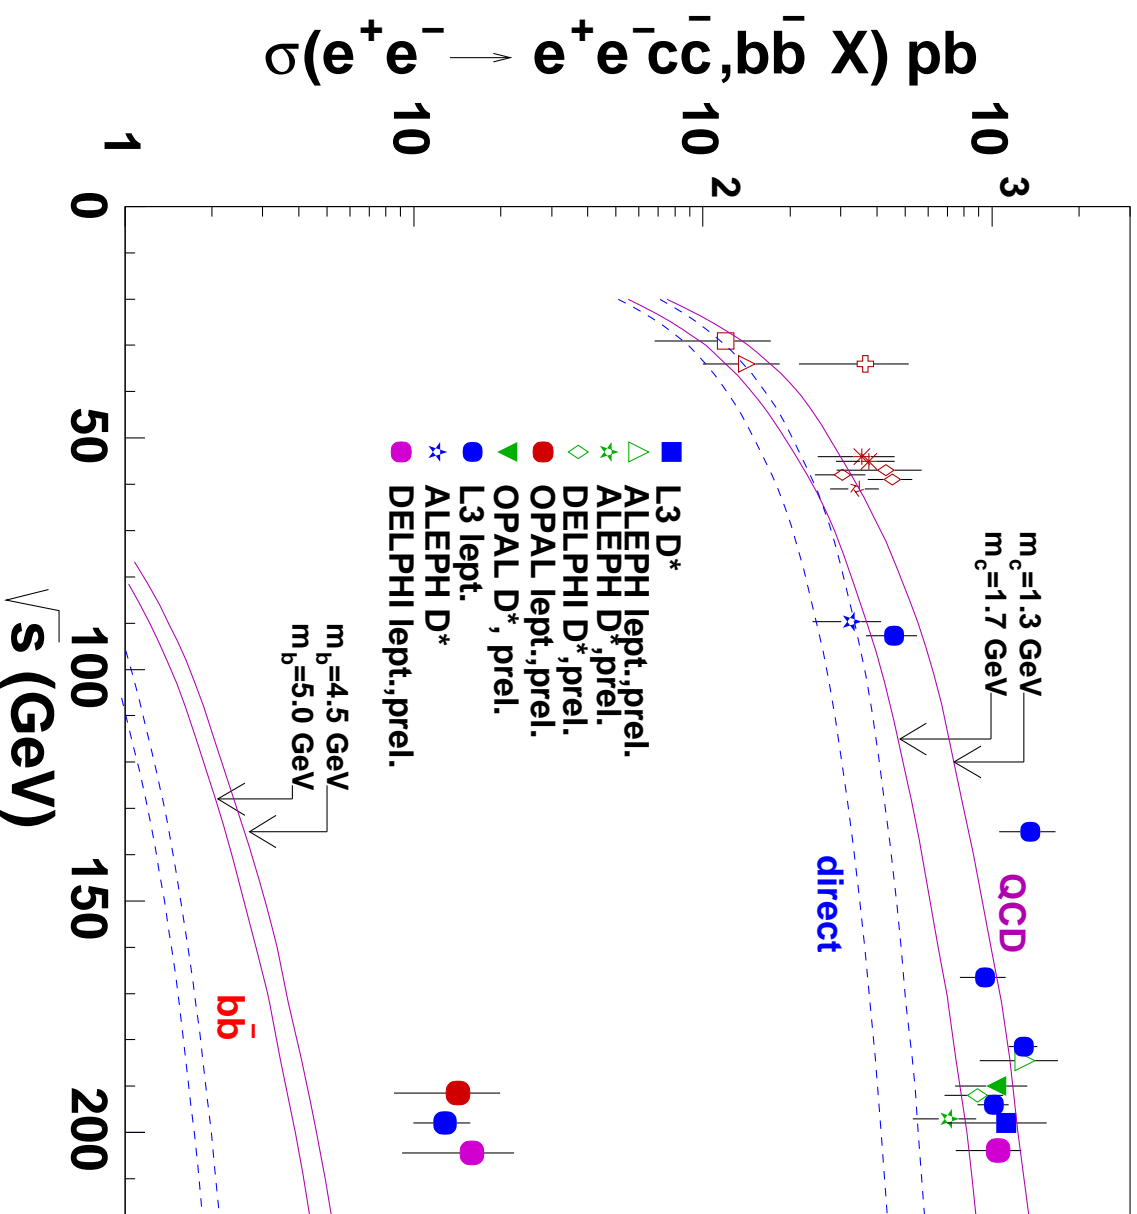 σ(e⁺e⁻ → e⁺e⁻cc̄,bb̄ X) pb
10³
10²
10
1
m_c=1.3 GeV
m_c=1.7 GeV
QCD
direct
L3 D*
ALEPH lept.,prel.
ALEPH D*,prel.
DELPHI D*,prel.
OPAL lept.,prel.
OPAL D*, prel.
L3 lept.
ALEPH D*
DELPHI lept.,prel.
m_b=4.5 GeV
m_b=5.0 GeV
bb̄
0 50 100 150 200
√s (GeV)